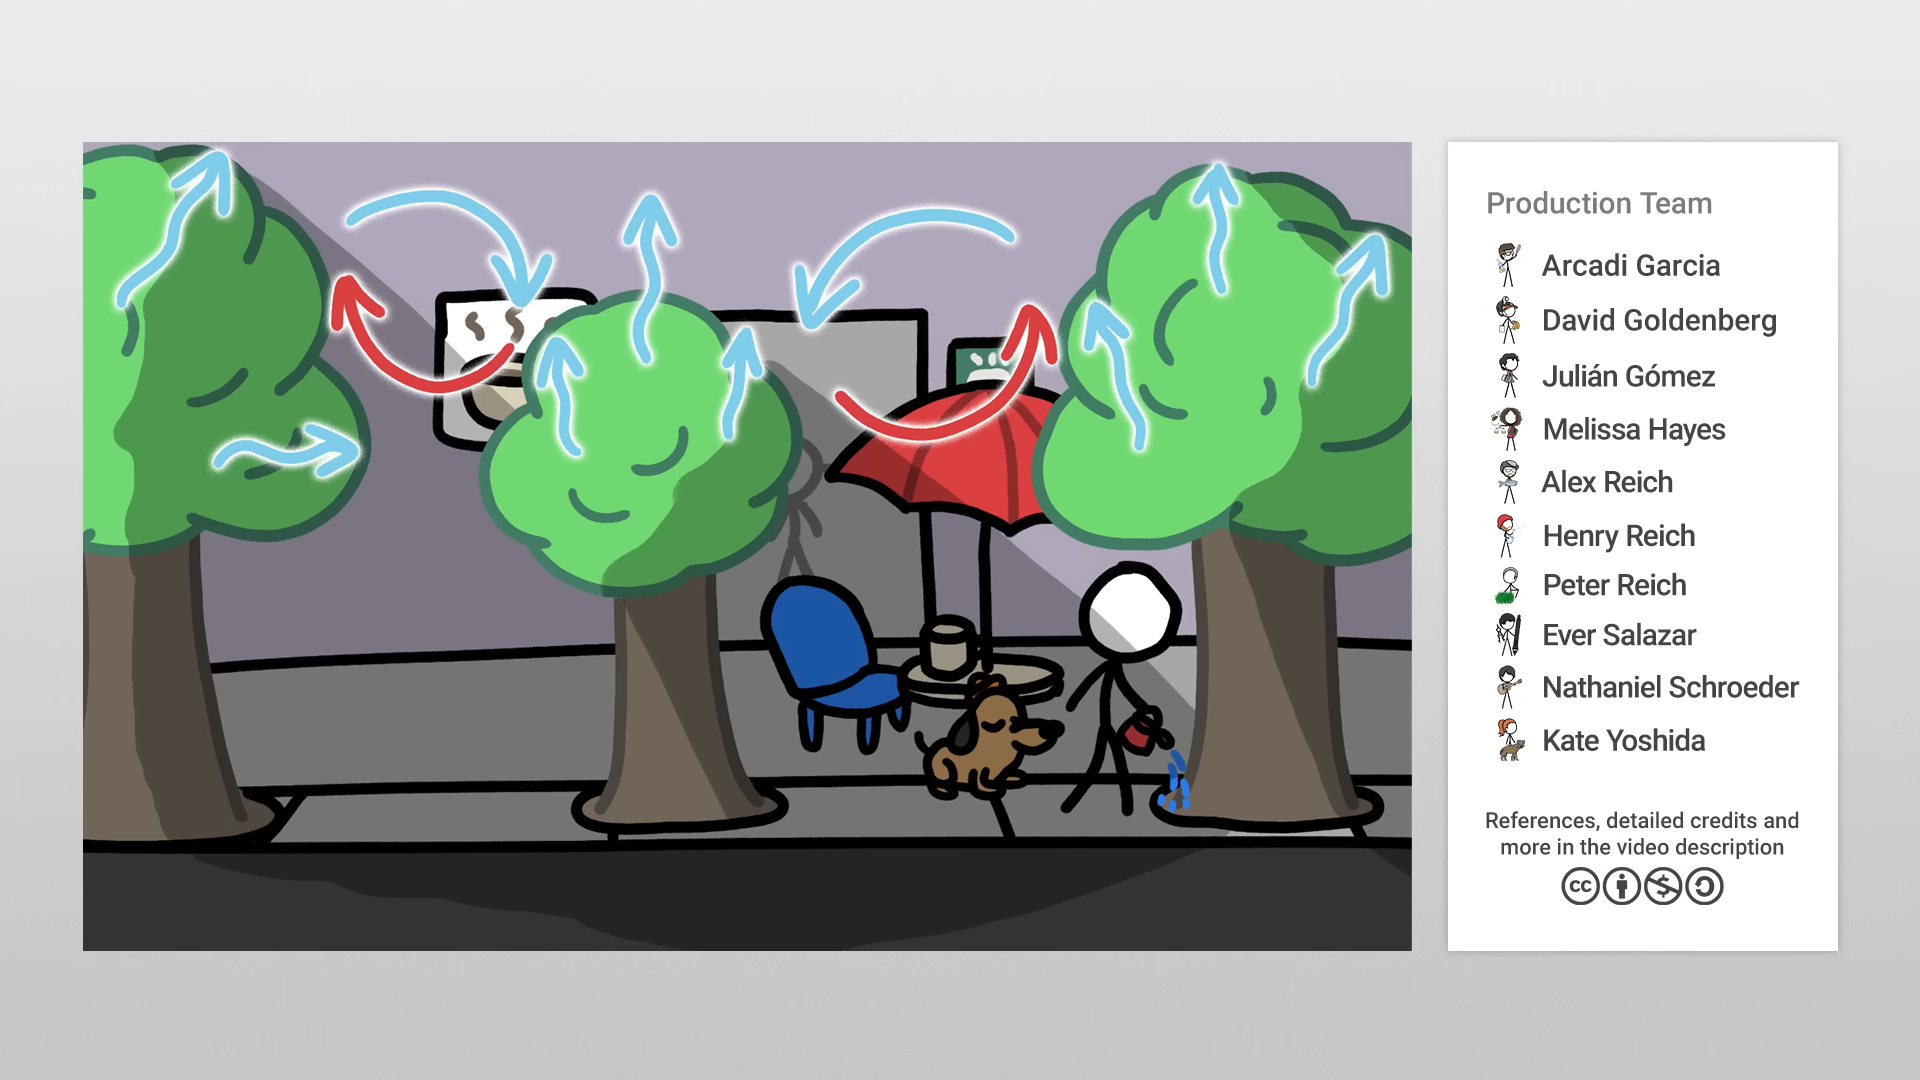 Production Team
Arcadi Garcia
David Goldenberg
Julián Gómez
Melissa Hayes
Alex Reich
Henry Reich
Peter Reich
Ever Salazar
Nathaniel Schroeder
Kate Yoshida
References, detailed credits and
more in the video description
cc